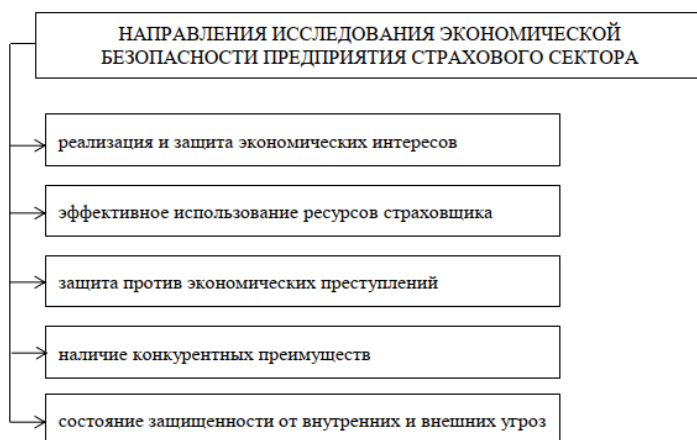 НАПРАВЛЕНИЯ ИССЛЕДОВАНИЯ ЭКОНОМИЧЕСКОЙ
БЕЗОПАСНОСТИ ПРЕДПРИЯТИЯ СТРАХОВОГО СЕКТОРА
реализация и защита экономических интересов
эффективное использование ресурсов страховщика
защита против экономических преступлений
наличие конкурентных преимуществ
состояние защищенности от внутренних и внешних угроз